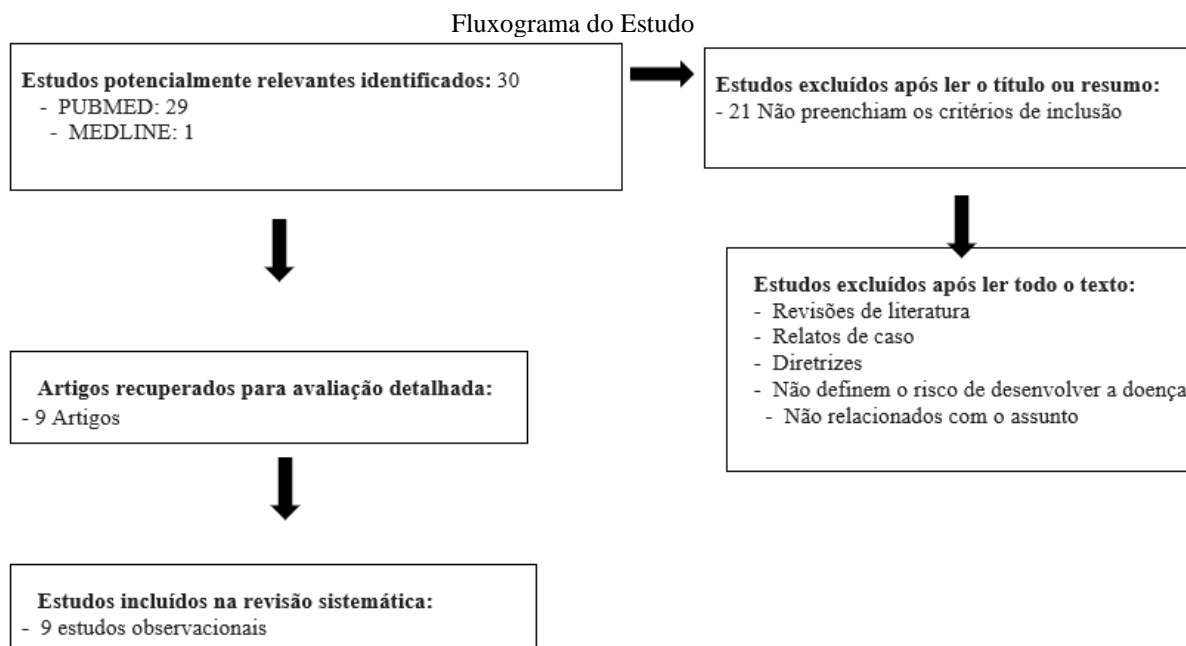 Fluxograma do Estudo
Estudos potencialmente relevantes identificados: 30
- PUBMED: 29
- MEDLINE: 1
Estudos excluídos após ler o título ou resumo:
- 21 Não preenchiam os critérios de inclusão
Estudos excluídos após ler todo o texto:
- Revisões de literatura
- Relatos de caso
- Diretrizes
- Não definem o risco de desenvolver a doença
- Não relacionados com o assunto
Artigos recuperados para avaliação detalhada:
- 9 Artigos
Estudos incluídos na revisão sistemática:
- 9 estudos observacionais